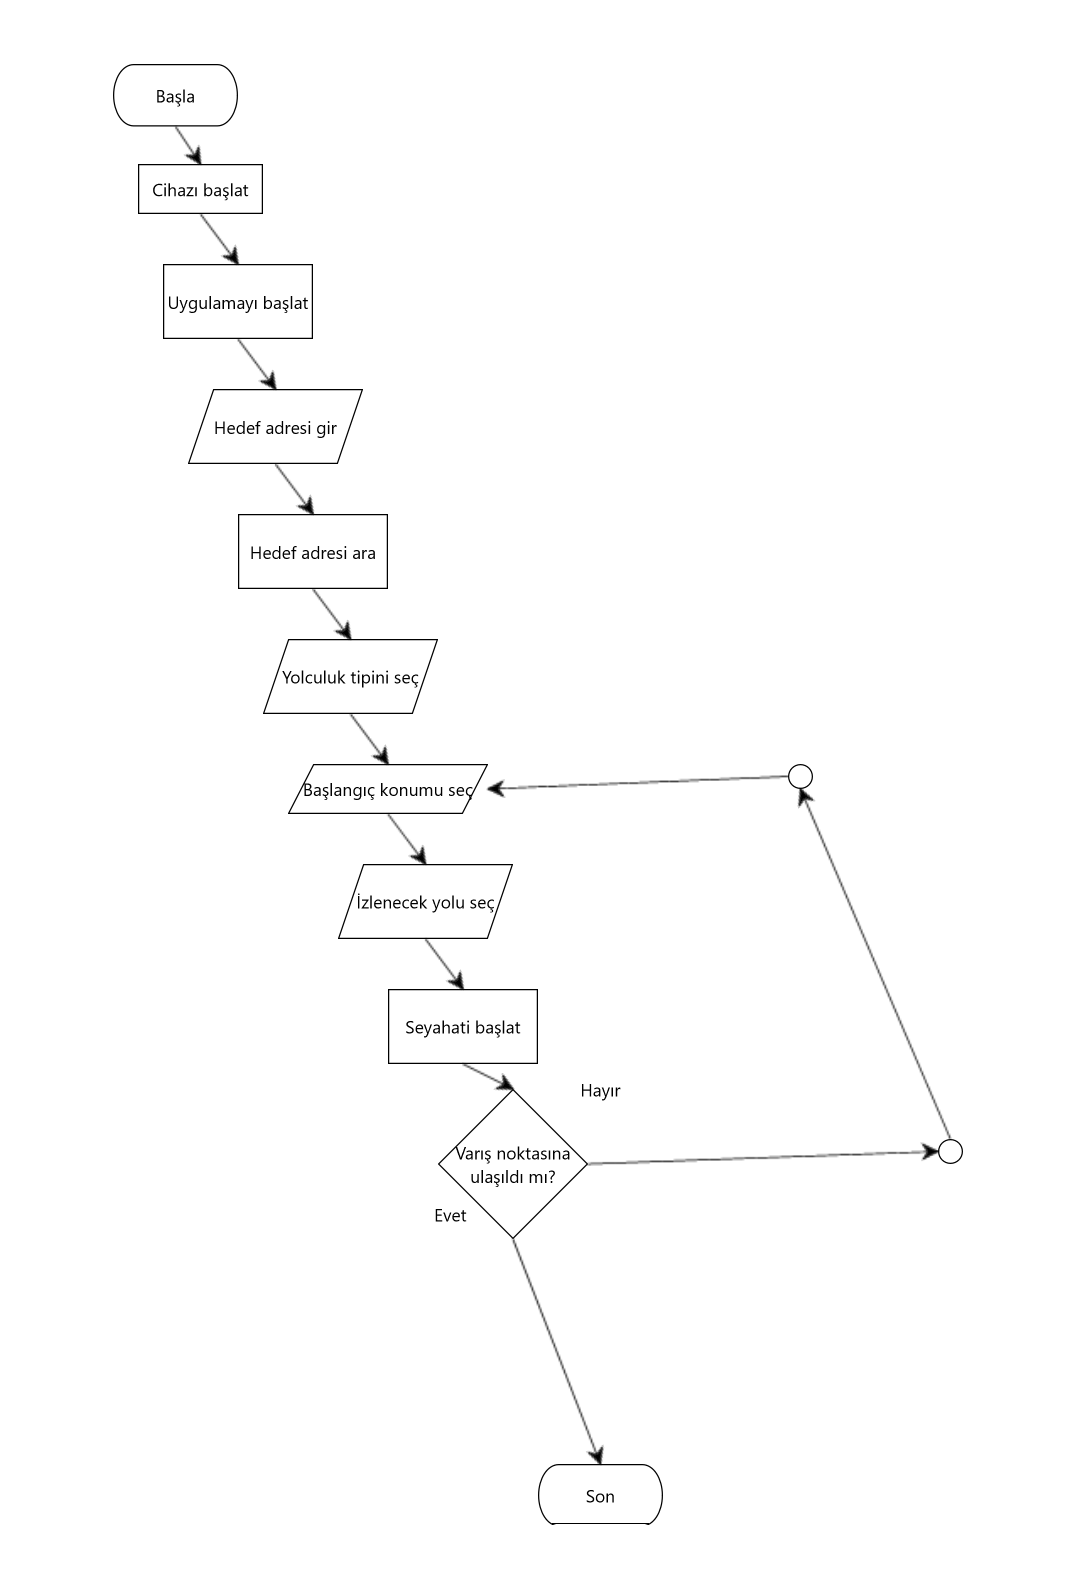 Başla
Cihazı başlat
Uygulamayı başlat
Hedef adresi gir
Hedef adresi ara
Yolculuk tipini seç
Başlangıç konumu seç
İzlenecek yolu seç
Seyahati başlat
Hayır
Varış noktasına
ulaşıldı mı?
Evet
Son